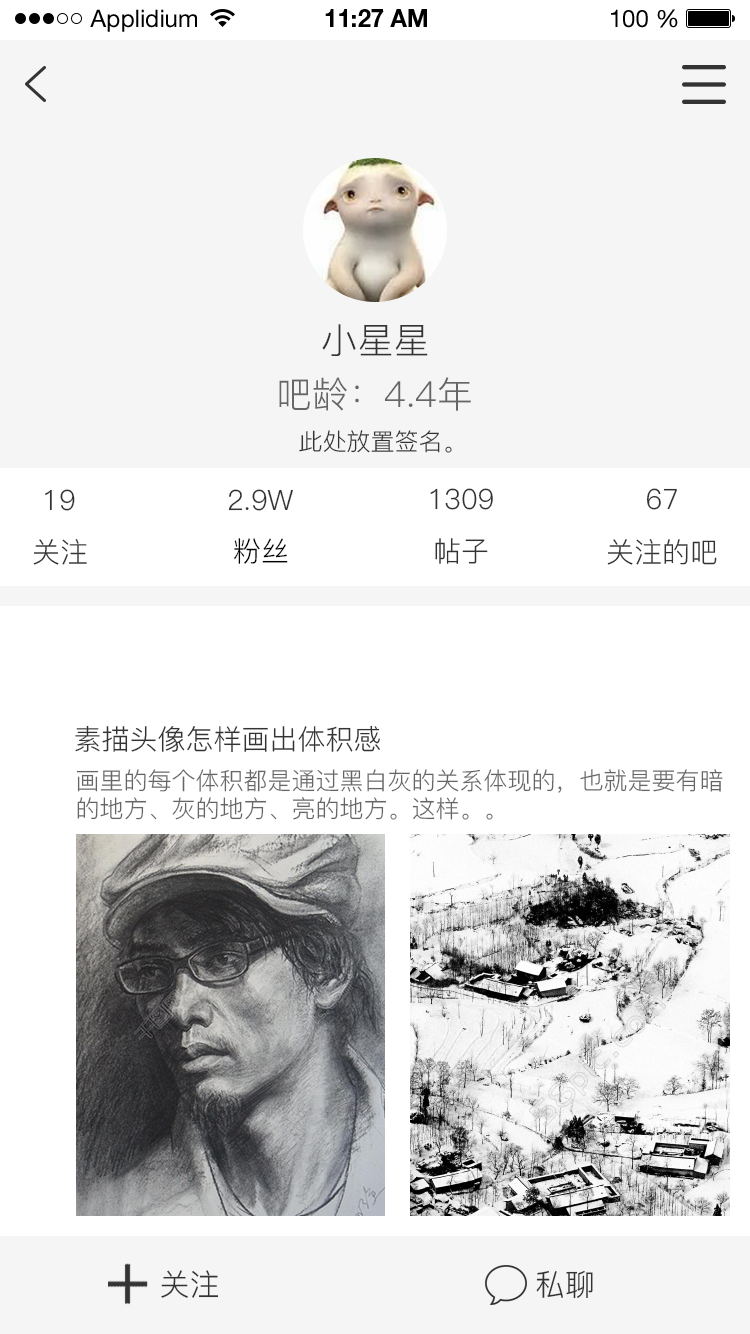 Applidium 11:27 AM 100 %
小星星
吧龄：4.4年
此处放置签名。
19 2.9W 1309 67
关注 粉丝 帖子 关注的吧
素描头像怎样画出体积感
画里的每个体积都是通过黑白灰的关系体现的，也就是要有暗
的地方、灰的地方、亮的地方。这样。。
关注 私聊